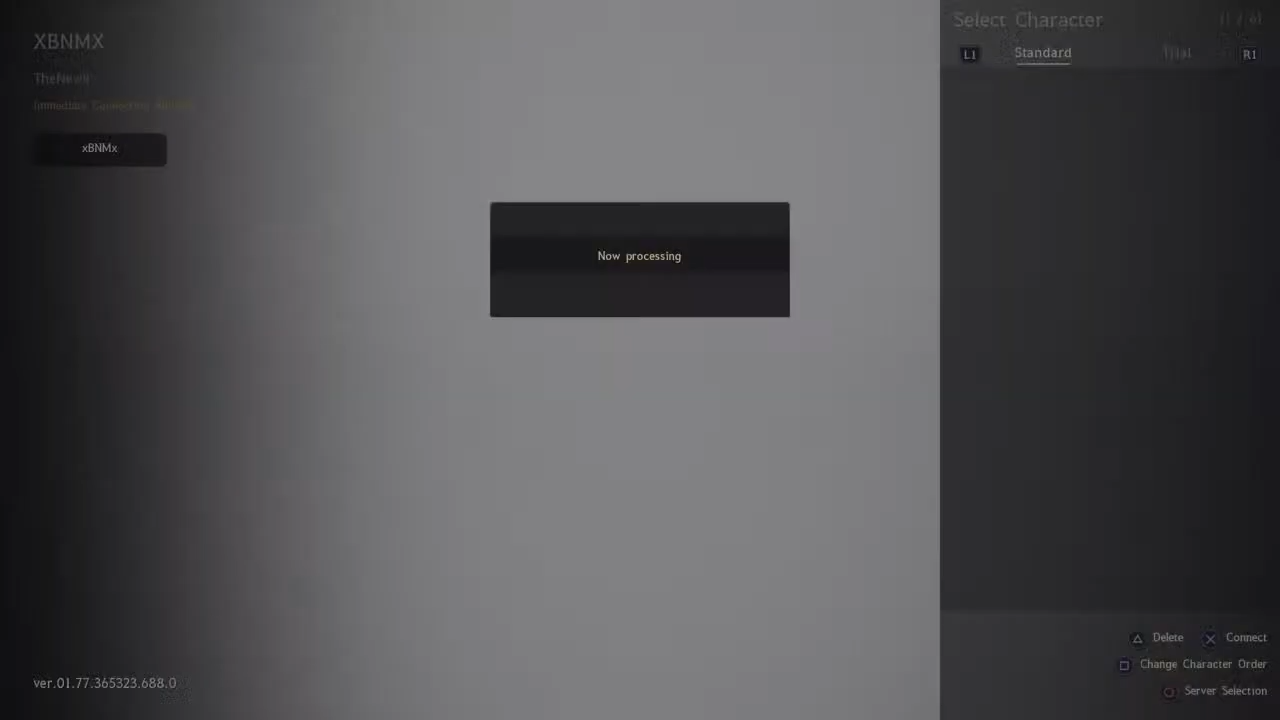 XBNMX
xBNMx
Now processing
Select Character
L1
Standard
Trial
R1
Delete
Connect
Change Character Order
Server Selection
ver.01.77.365323.688.0